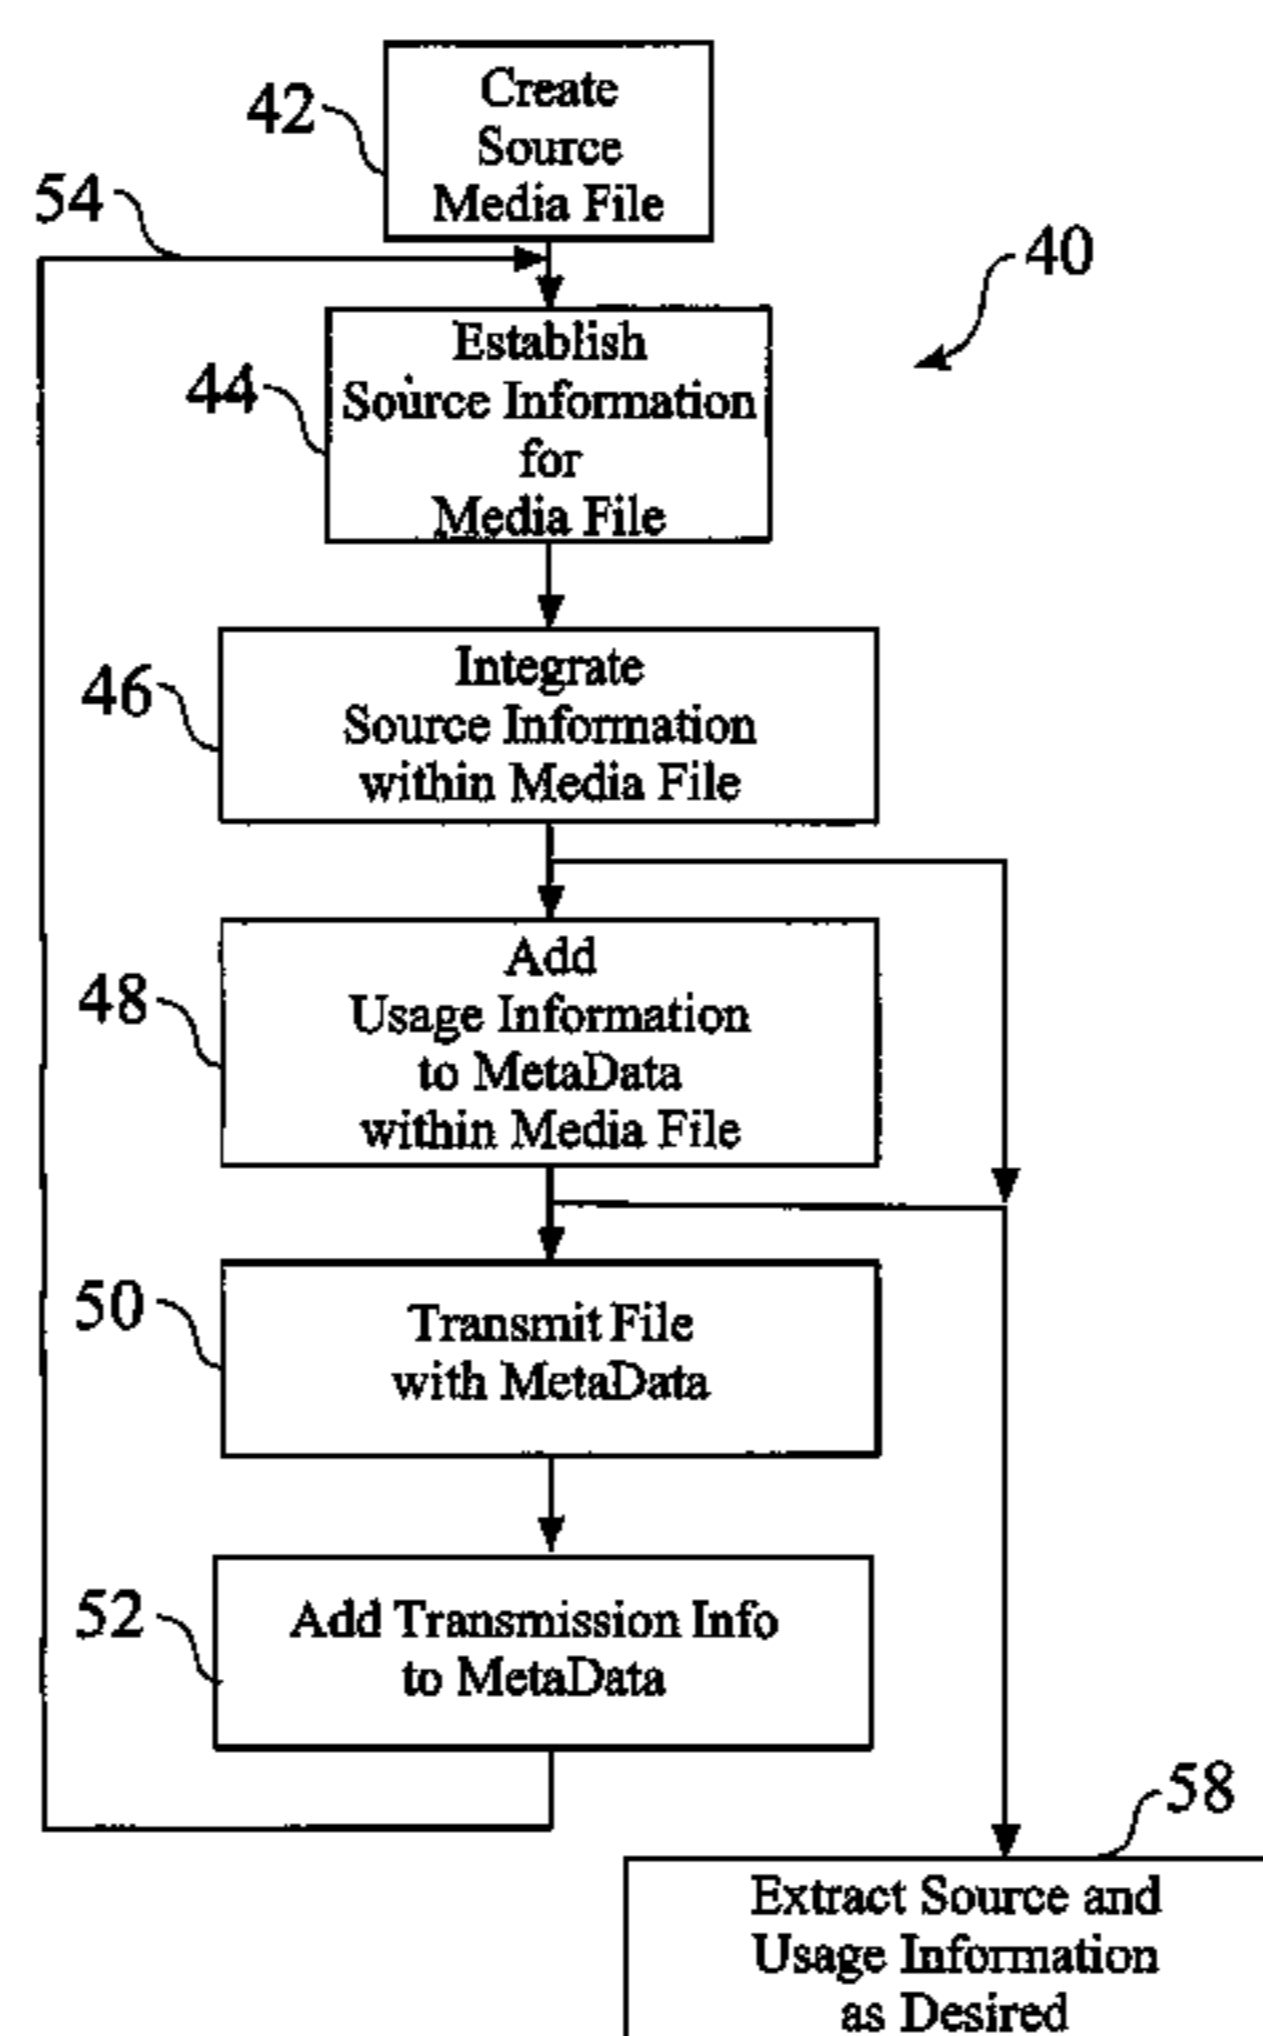 42
Create
Source
Media File
54
40
44
Establish
Source Information
for
Media File
46
Integrate
Source Information
within Media File
48
Add
Usage Information
to MetaData
within Media File
50
Transmit File
with MetaData
52
Add Transmission Info
to MetaData
58
Extract Source and
Usage Information
as Desired